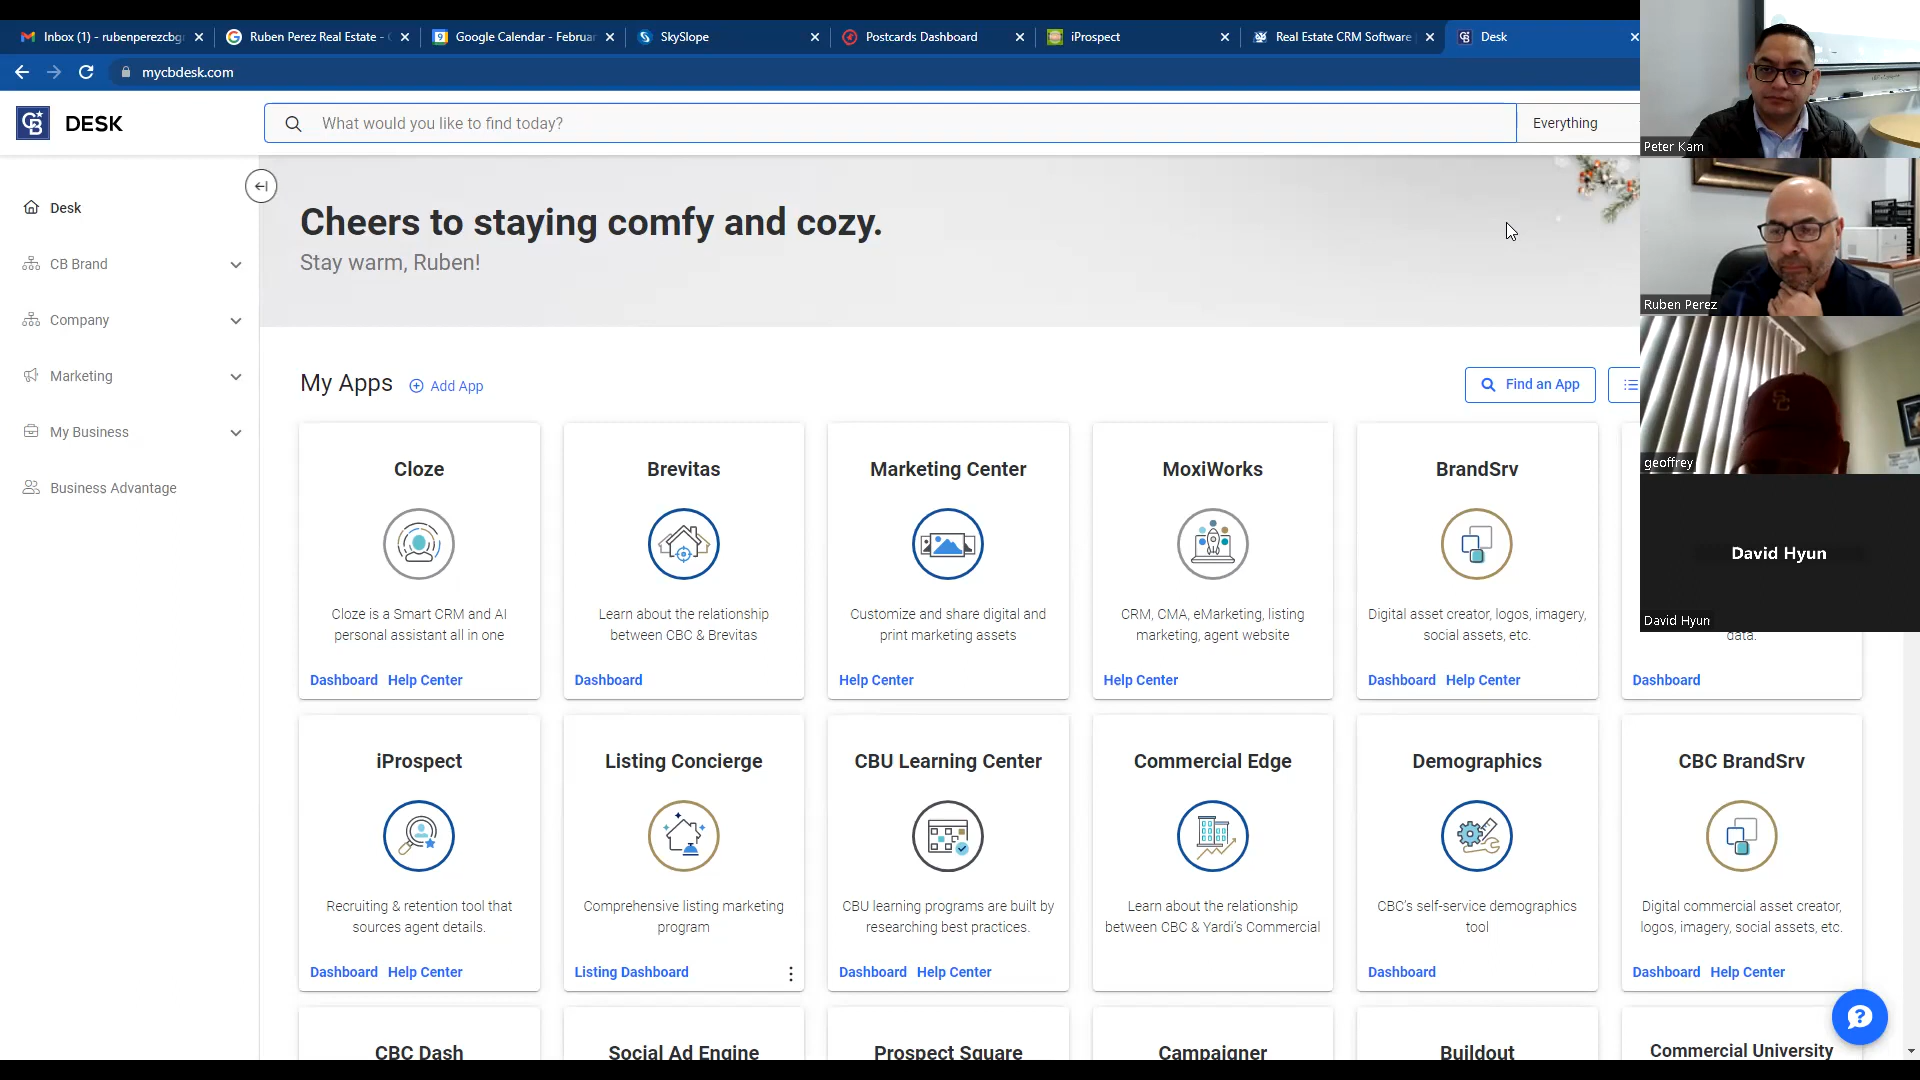 Inbox (1) - rubenperezcbg
Ruben Perez Real Estate -
Google Calendar - Februar
SkySlope
Postcards Dashboard
iProspect
Real Estate CRM Software
Desk
mycbdesk.com
CB DESK
What would you like to find today?
Everything
Desk
CB Brand
Company
Marketing
My Business
Business Advantage
Cheers to staying comfy and cozy.
Stay warm, Ruben!
My Apps
Add App
Find an App
Cloze
Cloze is a Smart CRM and AI
personal assistant all in one
Dashboard Help Center
Brevitas
Learn about the relationship
between CBC & Brevitas
Dashboard
Marketing Center
Customize and share digital and
print marketing assets
Help Center
MoxiWorks
CRM, CMA, eMarketing, listing
marketing, agent website
Help Center
BrandSrv
Digital asset creator, logos, imagery,
social assets, etc.
Dashboard Help Center
data.
Dashboard
iProspect
Recruiting & retention tool that
sources agent details.
Dashboard Help Center
Listing Concierge
Comprehensive listing marketing
program
Listing Dashboard
CBU Learning Center
CBU learning programs are built by
researching best practices.
Dashboard Help Center
Commercial Edge
Learn about the relationship
between CBC & Yardi's Commercial
Demographics
CBC's self-service demographics
tool
Dashboard
CBC BrandSrv
Digital commercial asset creator,
logos, imagery, social assets, etc.
Dashboard Help Center
CBC Dash
Social Ad Engine
Prospect Square
Campaigner
Buildout
Commercial University
Peter Kam
Ruben Perez
SC
geoffrey
David Hyun
David Hyun